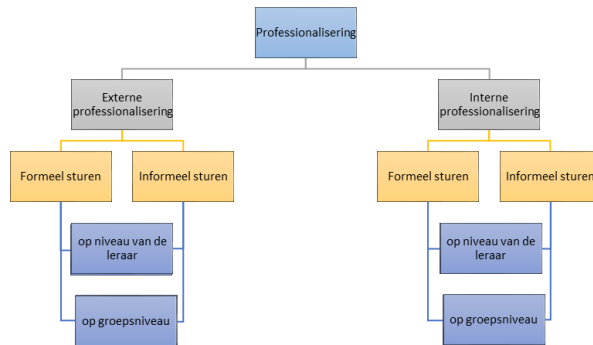 Professionalisering
Externe
professionalisering
Interne
professionalisering
Formeel sturen
Informeel sturen
Formeel sturen
Informeel sturen
op niveau van de
leraar
op niveau van de
leraar
op groepsniveau
op groepsniveau